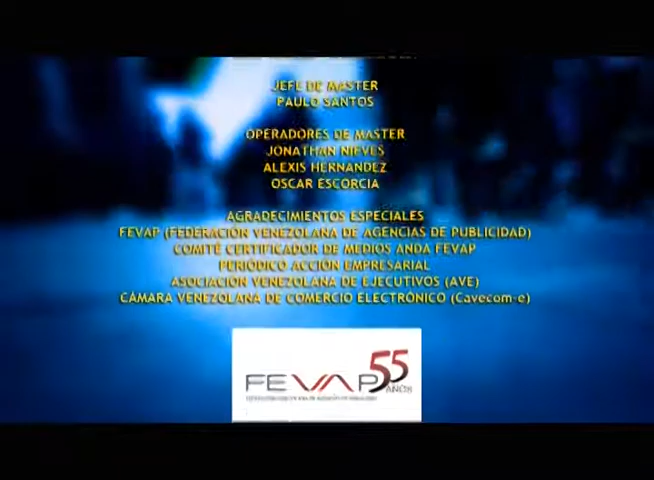 JEFE DE MASTER
PAULO SANTOS
OPERADORES DE MASTER
JONATHAN NIEVES
ALEXIS HERNANDEZ
OSCAR ESCORCIA
AGRADECIMIENTOS ESPECIALES
FEVAP (FEDERACIÓN VENEZOLANA DE AGENCIAS DE PUBLICIDAD)
COMITÉ CERTIFICADOR DE MEDIOS ANDA FEVAP
PERIÓDICO ACCIÓN EMPRESARIAL
ASOCIACIÓN VENEZOLANA DE EJECUTIVOS (AVE)
CÁMARA VENEZOLANA DE COMERCIO ELECTRÓNICO (Cavecom-e)
FEVAP 55
AÑOS